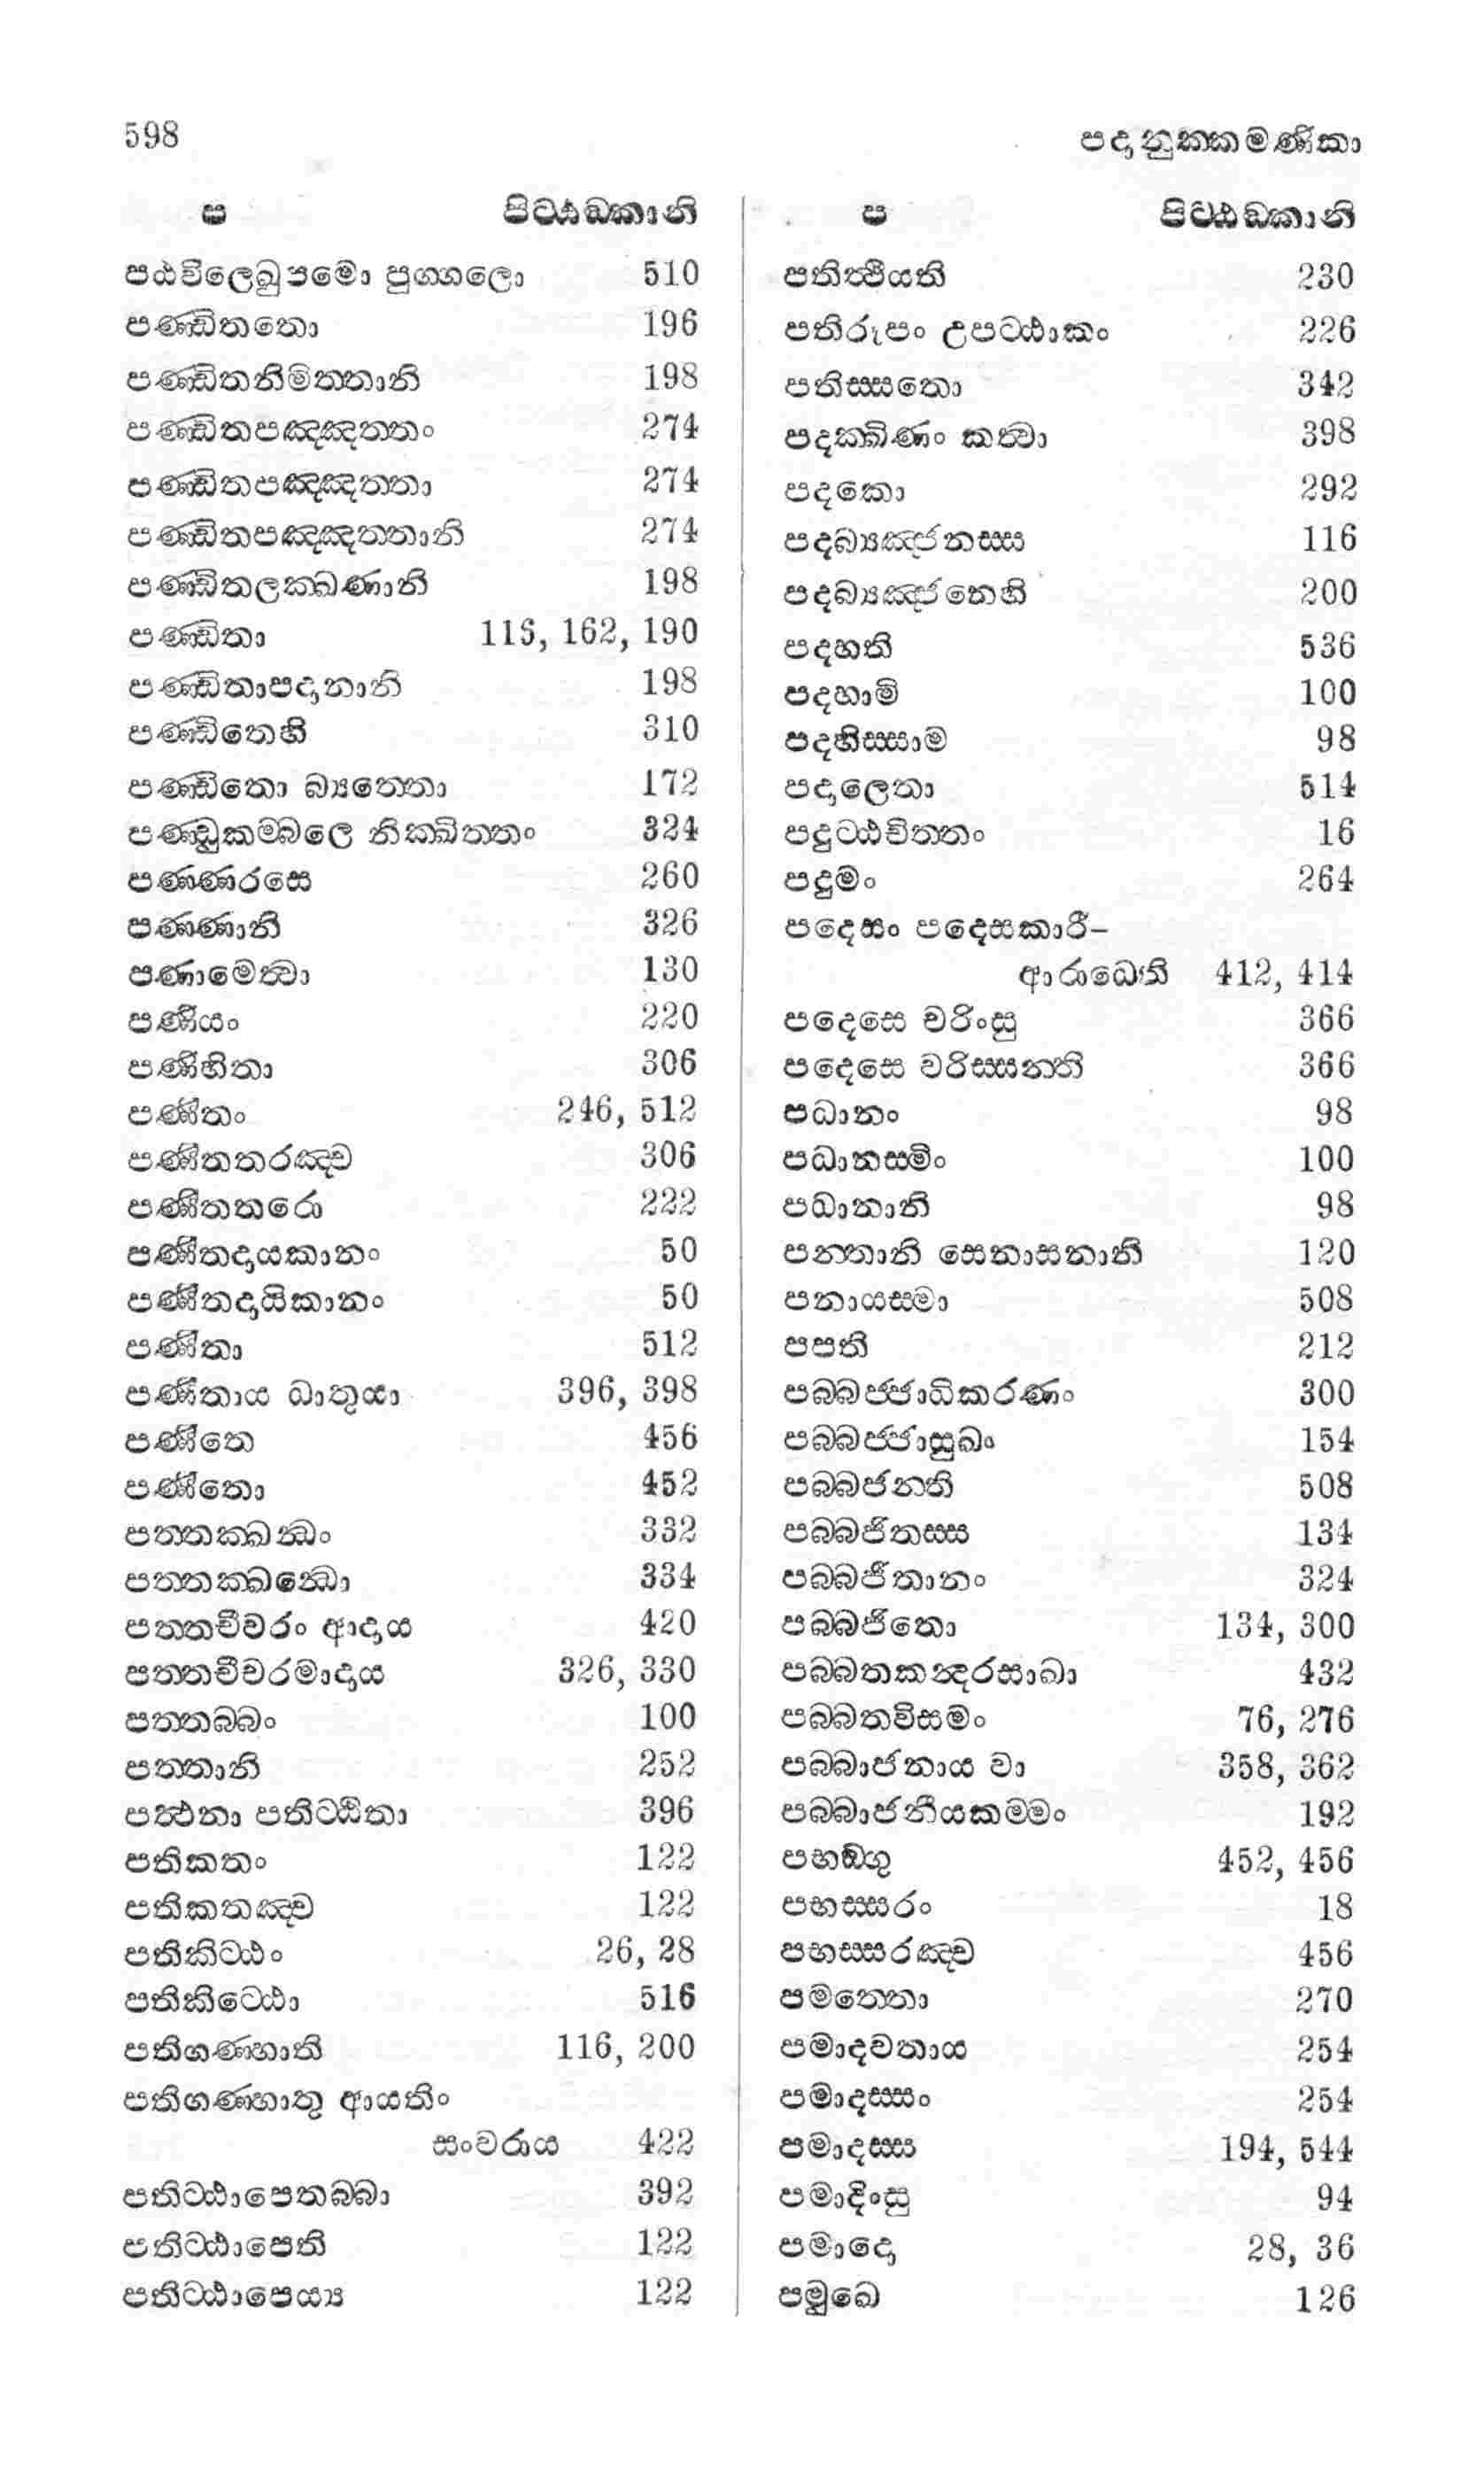 598
පදානුක්කමණිකා
ප පිට්ඨඞ්කානි
පඨවිලෙඛුපමො පුග්ගලො 510
පණ්ඩිතතො 196
පණ්ඩිතනිමිත්තානි 198
පණ්ඩිතපඤ්ඤත්තං 274
පණ්ඩිතපඤ්ඤත්තා 274
පණ්ඩිතපඤ්ඤත්තානි 274
පණ්ඩිතලක්ඛණානි 198
පණ්ඩිතා 116, 162, 190
පණ්ඩිතාපදානානි 198
පණ්ඩිතෙහි 310
පණ්ඩිතො බ්‍යත්තො 172
පණ්ඩුකම්බලෙ නික්ඛිත්තං 324
පණ්ණරසෙ 260
පණ්ණානි 326
පණාමෙත්‍වා 130
පණියං 220
පණිහිතා 306
පණීතං 246, 512
පණීතතරඤ්ච 306
පණීතතරො 222
පණීතදායකානං 50
පණීතදායිකානං 50
පණීතා 512
පණීතාය ධාතුයා 396, 398
පණීතෙ 456
පණීතො 452
පත්තක්ඛන්ධං 332
පත්තක්ඛන්ධො 334
පත්තචීවරං ආදාය 420
පත්තචීවරමාදාය 326, 330
පත්තබ්බං 100
පත්තානි 252
පත්‍ථනා පතිට්ඨිතා 396
පතිකතං 122
පතිකතඤ්ච 122
පතිකිට්ඨං 26, 28
පතිකිට්ඨො 516
පතිගණ්හාති 116, 200
පතිගණ්හාතු ආයතිං
සංවරාය 422
පතිට්ඨාපෙතබ්බා 392
පතිට්ඨාපෙති 122
පතිට්ඨාපෙය්‍ය 122
ප පිට්ඨඞ්කානි
පතිත්‍ථීයති 230
පතිරූපං උපට්ඨාකං 226
පතිස්සතො 342
පදක්ඛිණං කත්‍වා 398
පදකො 292
පදබ්‍යඤ්ජනස්ස 116
පදබ්‍යඤ්ජනෙහි 200
පදහති 536
පදහාමි 100
පදහිස්සාම 98
පදාලෙතා 514
පදුට්ඨචිත්තං 16
පදුමං 264
පදෙසං පදෙසකාරී–
ආරාධෙති 412, 414
පදෙසෙ චරිංසු 366
පදෙසෙ චරිස්සන්ති 366
පධානං 98
පධානස්මිං 100
පධානානි 98
පන්තානි සෙනාසනානි 120
පනායස්මා 508
පපති 212
පබ්බජ්ජාධිකරණං 300
පබ්බජ්ජාසුඛං 154
පබ්බජන්ති 508
පබ්බජිතස්ස 134
පබ්බජිතානං 324
පබ්බජිතො 134, 300
පබ්බතකන්දරසාඛා 432
පබ්බතවිසමං 76, 276
පබ්බාජනාය වා 358, 362
පබ්බාජනීයකම්මං 192
පභඞ්ගු 452, 456
පභස්සරං 18
පභස්සරඤ්ච 456
පමත්තො 270
පමාදවතාය 254
පමාදස්සං 254
පමාදස්ස 194, 544
පමාදිංසු 94
පමාදො 28, 36
පමුඛෙ 126